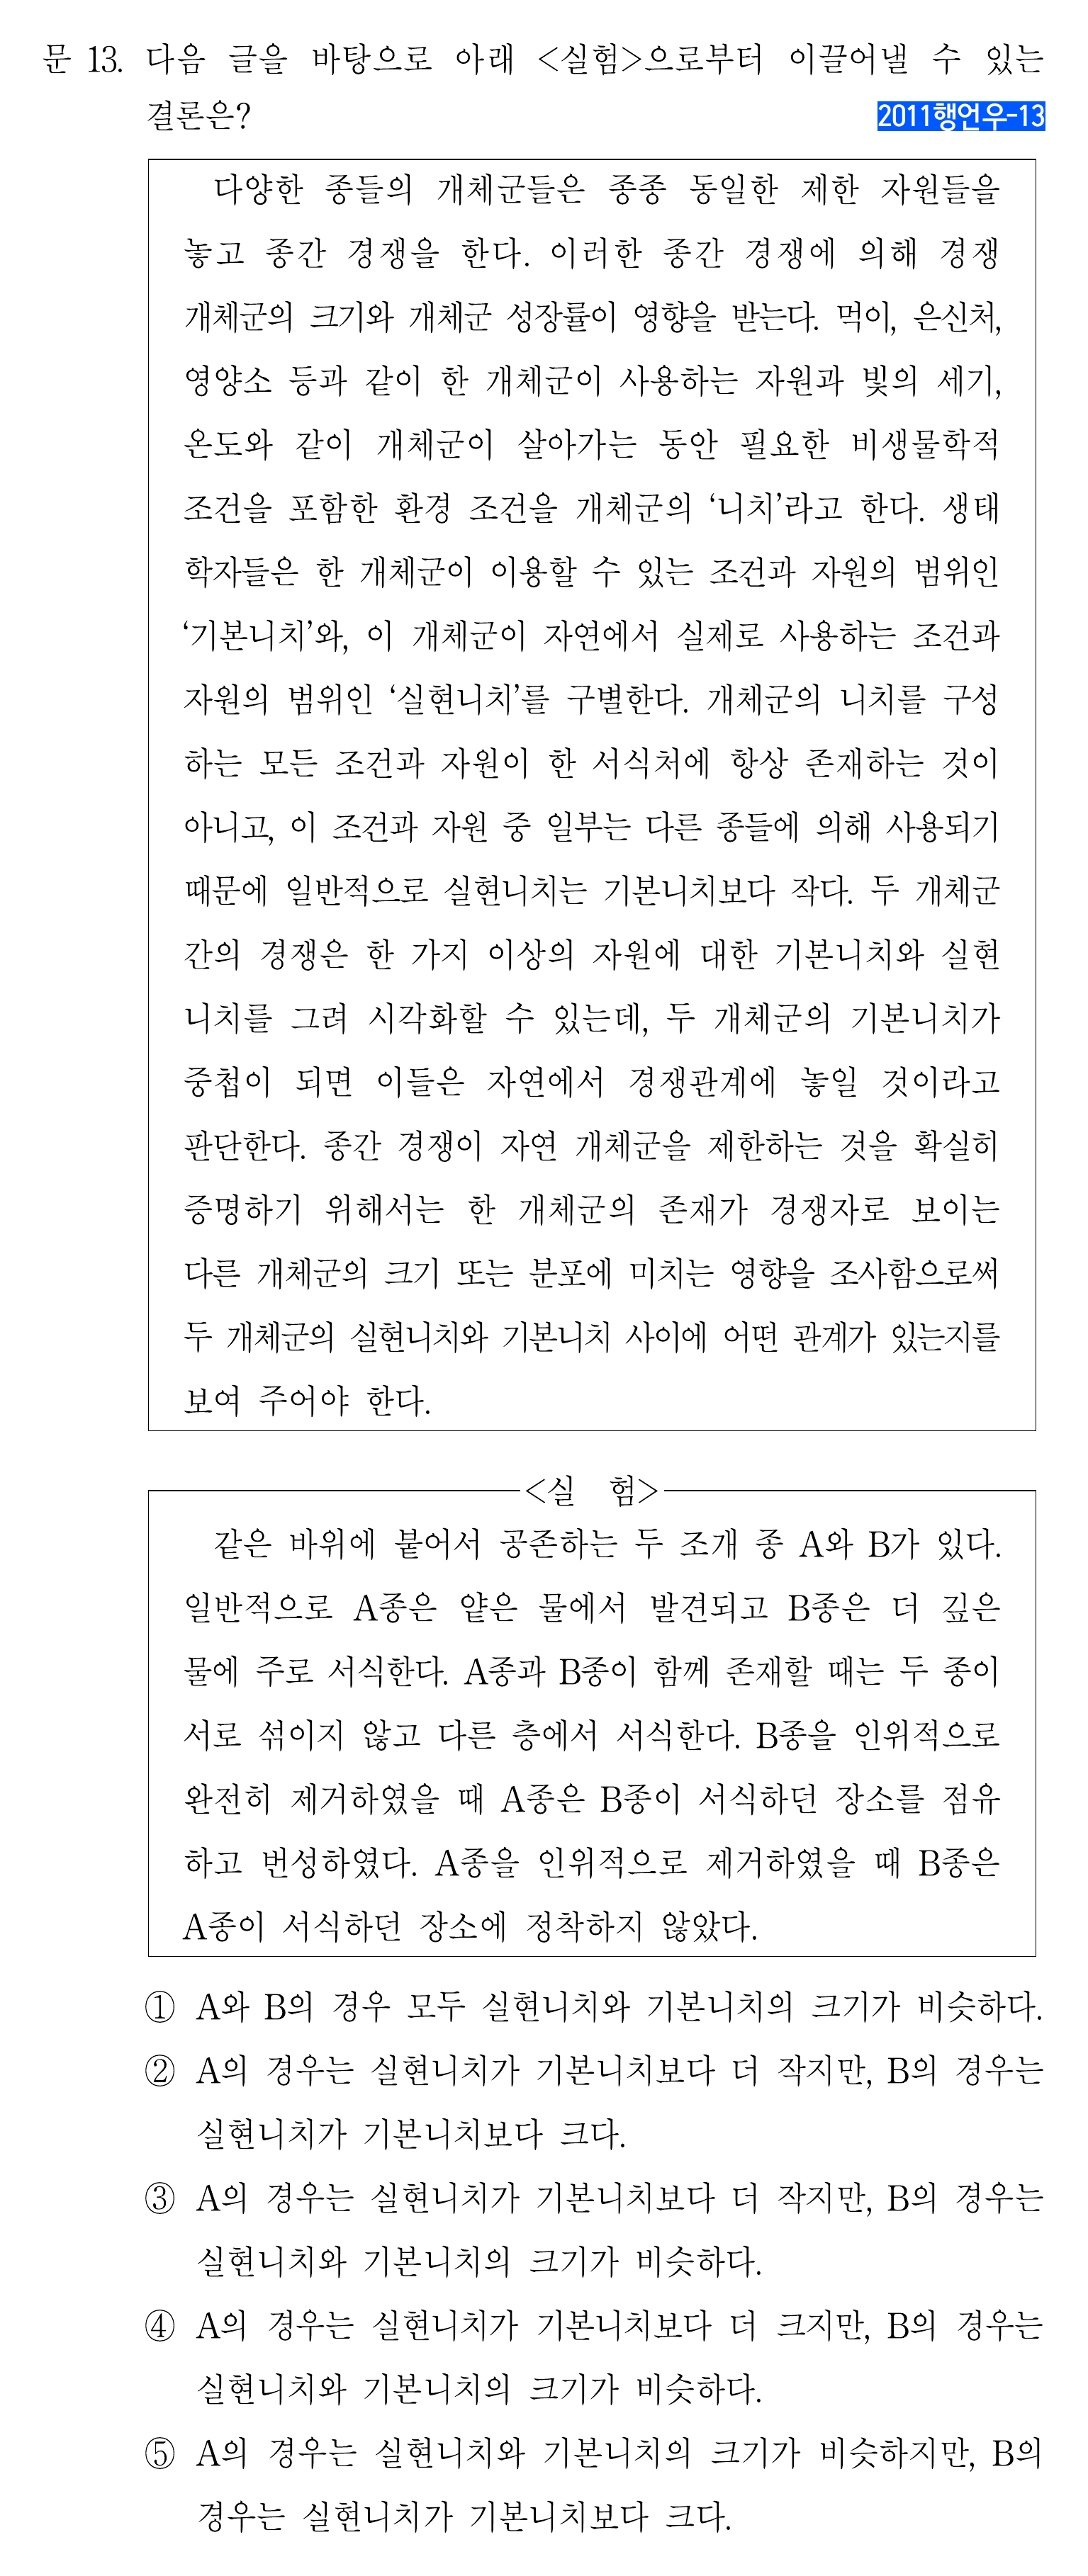 문 13. 다음 글을 바탕으로 아래 <실험>으로부터 이끌어낼 수 있는
결론은?
2011행언우-13
다양한 종들의 개체군들은 종종 동일한 제한 자원들을
놓고 종간 경쟁을 한다. 이러한 종간 경쟁에 의해 경쟁
개체군의 크기와 개체군 성장률이 영향을 받는다. 먹이, 은신처,
영양소 등과 같이 한 개체군이 사용하는 자원과 빛의 세기,
온도와 같이 개체군이 살아가는 동안 필요한 비생물학적
조건을 포함한 환경 조건을 개체군의 ‘니치’라고 한다. 생태
학자들은 한 개체군이 이용할 수 있는 조건과 자원의 범위인
‘기본니치’와, 이 개체군이 자연에서 실제로 사용하는 조건과
자원의 범위인 ‘실현니치’를 구별한다. 개체군의 니치를 구성
하는 모든 조건과 자원이 한 서식처에 항상 존재하는 것이
아니고, 이 조건과 자원 중 일부는 다른 종들에 의해 사용되기
때문에 일반적으로 실현니치는 기본니치보다 작다. 두 개체군
간의 경쟁은 한 가지 이상의 자원에 대한 기본니치와 실현
니치를 그려 시각화할 수 있는데, 두 개체군의 기본니치가
중첩이 되면 이들은 자연에서 경쟁관계에 놓일 것이라고
판단한다. 종간 경쟁이 자연 개체군을 제한하는 것을 확실히
증명하기 위해서는 한 개체군의 존재가 경쟁자로 보이는
다른 개체군의 크기 또는 분포에 미치는 영향을 조사함으로써
두 개체군의 실현니치와 기본니치 사이에 어떤 관계가 있는지를
보여 주어야 한다.
<실 험>
같은 바위에 붙어서 공존하는 두 조개 종 A와 B가 있다.
일반적으로 A종은 얕은 물에서 발견되고 B종은 더 깊은
물에 주로 서식한다. A종과 B종이 함께 존재할 때는 두 종이
서로 섞이지 않고 다른 층에서 서식한다. B종을 인위적으로
완전히 제거하였을 때 A종은 B종이 서식하던 장소를 점유
하고 번성하였다. A종을 인위적으로 제거하였을 때 B종은
A종이 서식하던 장소에 정착하지 않았다.
① A와 B의 경우 모두 실현니치와 기본니치의 크기가 비슷하다.
② A의 경우는 실현니치가 기본니치보다 더 작지만, B의 경우는
실현니치가 기본니치보다 크다.
③ A의 경우는 실현니치가 기본니치보다 더 작지만, B의 경우는
실현니치와 기본니치의 크기가 비슷하다.
④ A의 경우는 실현니치가 기본니치보다 더 크지만, B의 경우는
실현니치와 기본니치의 크기가 비슷하다.
⑤ A의 경우는 실현니치와 기본니치의 크기가 비슷하지만, B의
경우는 실현니치가 기본니치보다 크다.